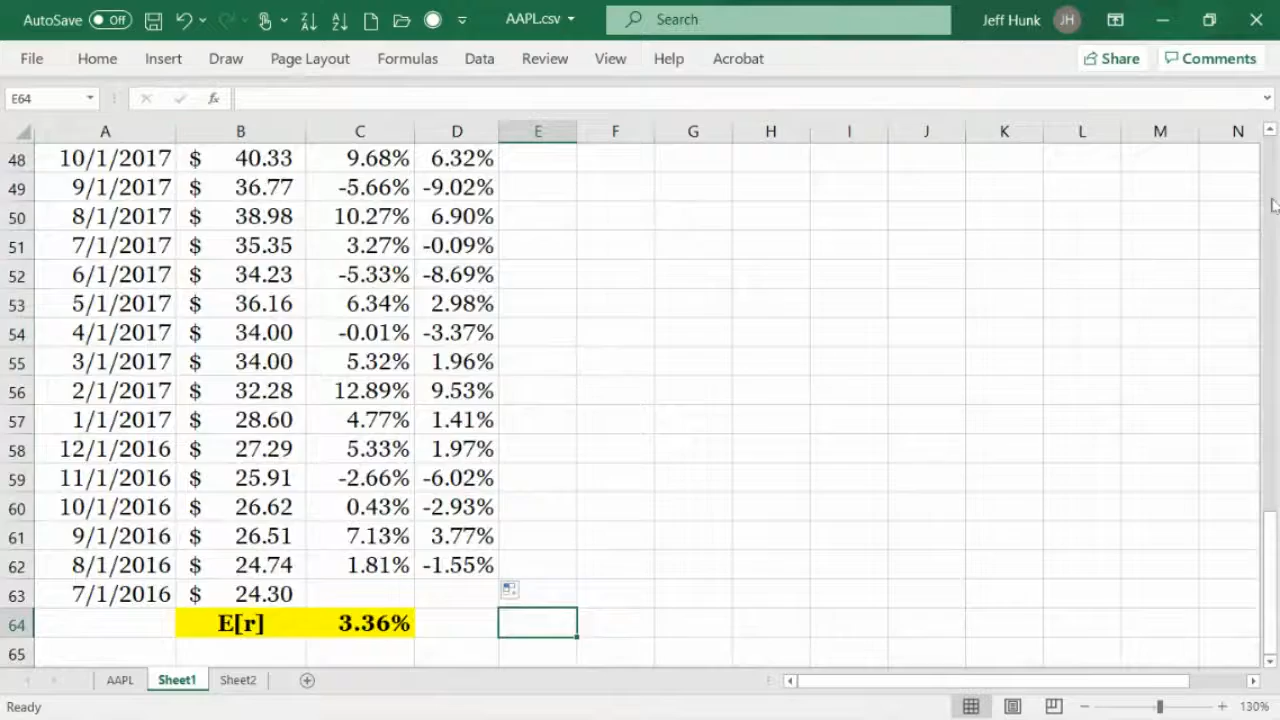 AutoSave Off AAPL.csv Search Jeff Hunk JH
File Home Insert Draw Page Layout Formulas Data Review View Help Acrobat Share Comments
E64 fx
A B C D E F G H I J K L M N
48 10/1/2017 $ 40.33 9.68% 6.32%
49 9/1/2017 $ 36.77 -5.66% -9.02%
50 8/1/2017 $ 38.98 10.27% 6.90%
51 7/1/2017 $ 35.35 3.27% -0.09%
52 6/1/2017 $ 34.23 -5.33% -8.69%
53 5/1/2017 $ 36.16 6.34% 2.98%
54 4/1/2017 $ 34.00 -0.01% -3.37%
55 3/1/2017 $ 34.00 5.32% 1.96%
56 2/1/2017 $ 32.28 12.89% 9.53%
57 1/1/2017 $ 28.60 4.77% 1.41%
58 12/1/2016 $ 27.29 5.33% 1.97%
59 11/1/2016 $ 25.91 -2.66% -6.02%
60 10/1/2016 $ 26.62 0.43% -2.93%
61 9/1/2016 $ 26.51 7.13% 3.77%
62 8/1/2016 $ 24.74 1.81% -1.55%
63 7/1/2016 $ 24.30
64 E[r] 3.36%
65
AAPL Sheet1 Sheet2
Ready 130%